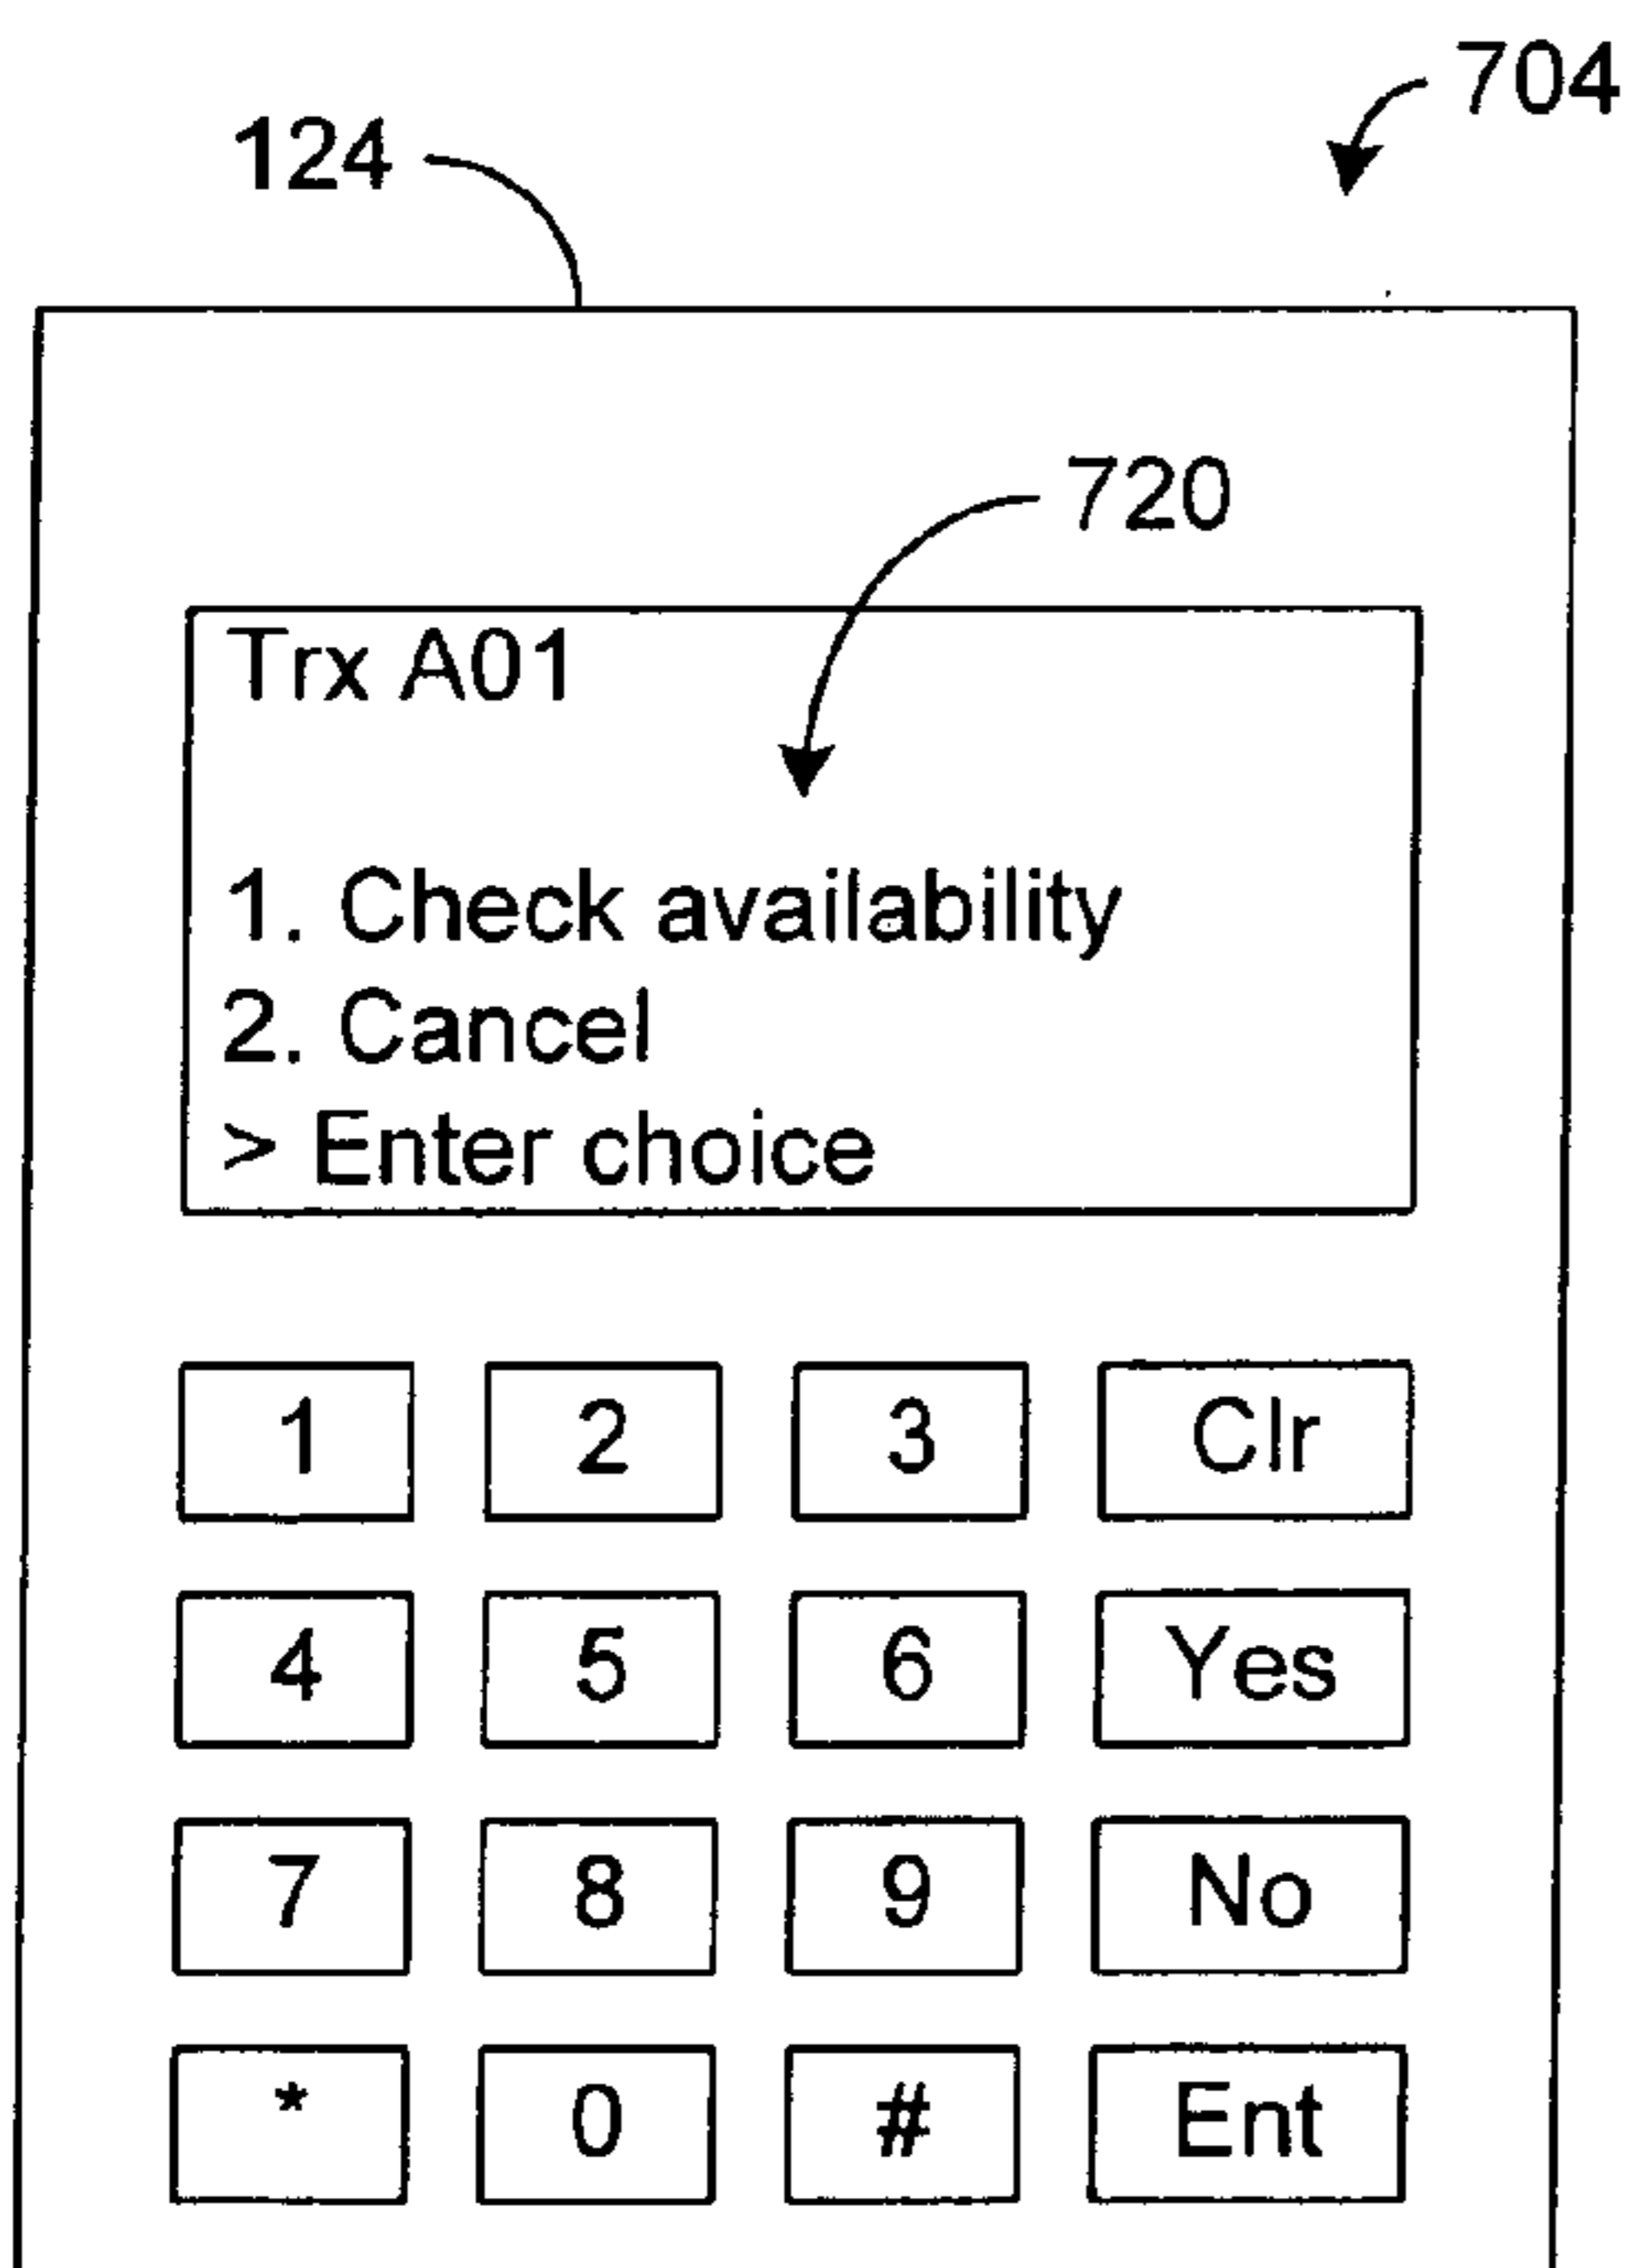 704
124
720
Trx A01
1. Check availability
2. Cancel
> Enter choice
1 2 3 Clr
4 5 6 Yes
7 8 9 No
* 0 # Ent